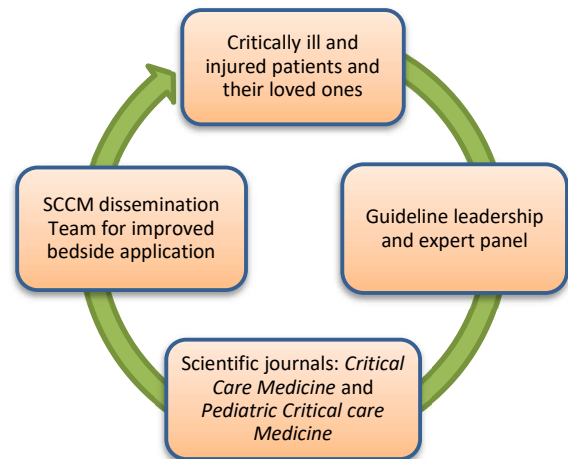 Critically ill and
injured patients and
their loved ones
Guideline leadership
and expert panel
Scientific journals: Critical
Care Medicine and
Pediatric Critical care
Medicine
SCCM dissemination
Team for improved
bedside application